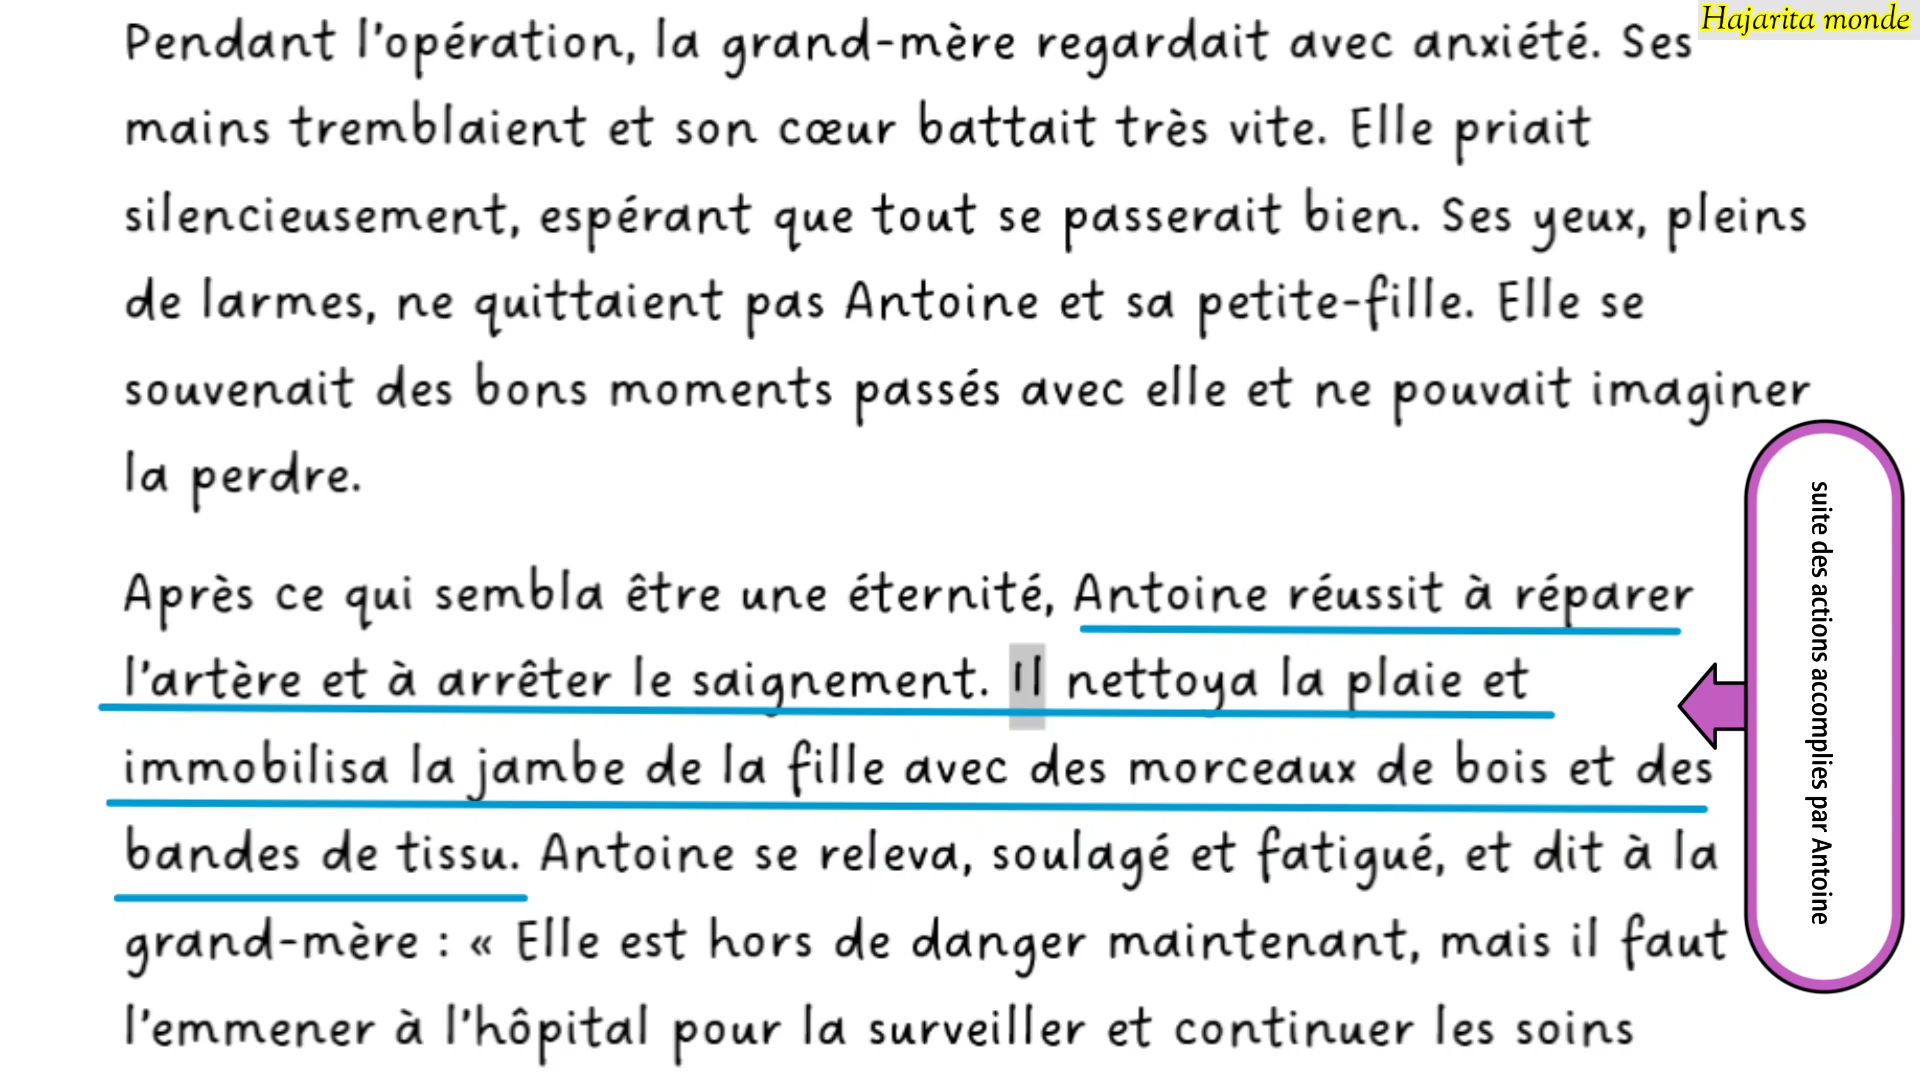 Hajarita monde
Pendant l'opération, la grand-mère regardait avec anxiété. Ses
mains tremblaient et son cœur battait très vite. Elle priait
silencieusement, espérant que tout se passerait bien. Ses yeux, pleins
de larmes, ne quittaient pas Antoine et sa petite-fille. Elle se
souvenait des bons moments passés avec elle et ne pouvait imaginer
la perdre.
Après ce qui sembla être une éternité, Antoine réussit à réparer
l'artère et à arrêter le saignement. Il nettoya la plaie et
immobilisa la jambe de la fille avec des morceaux de bois et des
bandes de tissu. Antoine se releva, soulagé et fatigué, et dit à la
grand-mère : « Elle est hors de danger maintenant, mais il faut
l'emmener à l'hôpital pour la surveiller et continuer les soins
suite des actions accomplies par Antoine